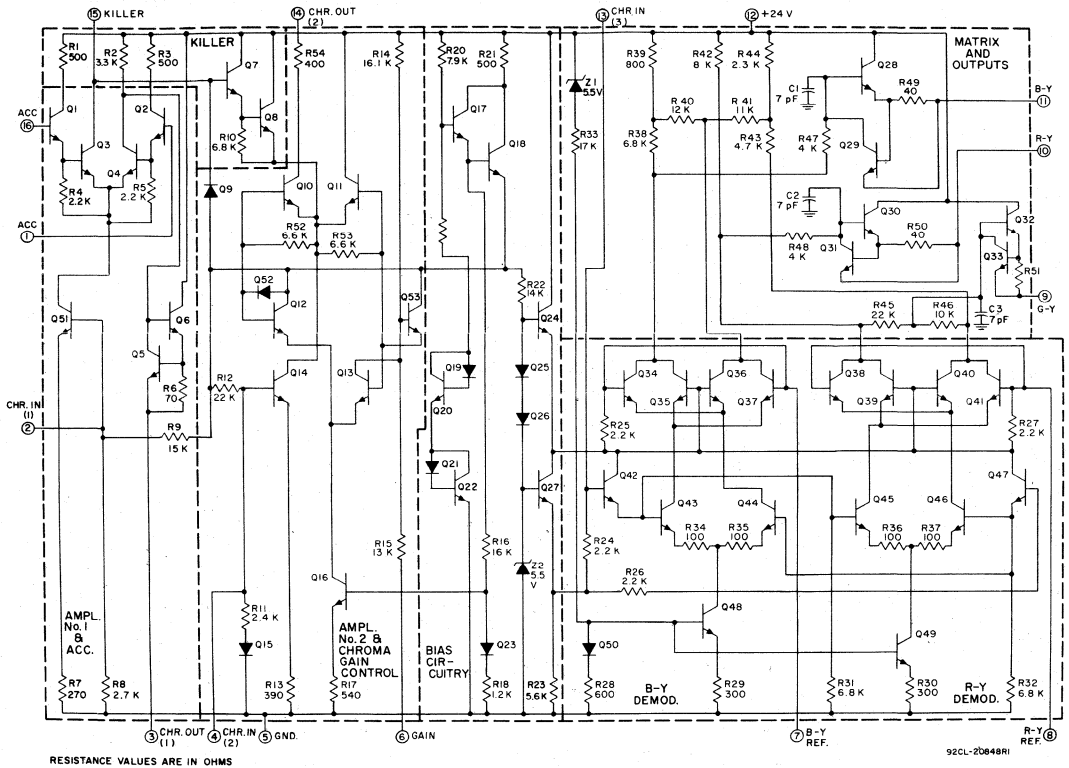 15 KILLER
14 CHR. OUT (2)
13 CHR. IN (3)
12 +24 V
KILLER
MATRIX AND OUTPUTS
R1 500
R2 3.3 K
R3 500
Q7
R54 400
R14 16.1 K
R20 7.9 K
R21 500
Z1 5.5V
R39 800
R42 8 K
R44 2.3 K
Q28
R49 40
B-Y 11
C1 7 pF
ACC 16
Q1
Q2
Q3
Q4
Q8
R10 6.8 K
Q17
Q18
R33 17 K
R 40 12 K
R 41 11 K
R38 6.8 K
R43 4.7 K
R47 4 K
Q29
R-Y 10
R4 2.2K
R5 2.2 K
Q9
Q10
Q11
C2 7 pF
Q30
Q32
ACC 1
R52 6.6 K
R53 6.6 K
R48 4 K
Q31
R50 40
Q33
R51
Q52
Q12
Q53
R22 14 K
Q24
R45 22 K
R46 10 K
C3 7pF
9 G-Y
Q51
Q6
Q5
R6 70
Q14
Q13
R12 22 K
Q19
Q20
Q25
Q26
Q34
Q35
Q36
Q37
Q38
Q39
Q40
Q41
CHR. IN (1) 2
R9 15 K
R25 2.2 K
R27 2.2 K
Q21
Q22
Q27
Q42
Q43
Q44
Q45
Q46
Q47
R34 100
R35 100
R36 100
R37 100
R15 13 K
R16 16 K
Z2 5.5 V
R24 2.2 K
R26 2.2 K
Q16
Q48
Q49
AMPL. No.1 & ACC.
R11 2.4 K
Q15
AMPL. No.2 & CHROMA GAIN CONTROL
BIAS CIR- CUITRY
Q23
Q50
R7 270
R8 2.7 K
R13 390
R17 540
R18 1.2 K
R23 5.6 K
R28 600
B-Y DEMOD.
R29 300
R31 6.8 K
R30 300
R-Y DEMOD.
R32 6.8 K
3 CHR. OUT (1)
4 CHR. IN (2)
5 GND.
6 GAIN
7 B-Y REF.
R-Y REF. 8
92CL-20848R1
RESISTANCE VALUES ARE IN OHMS